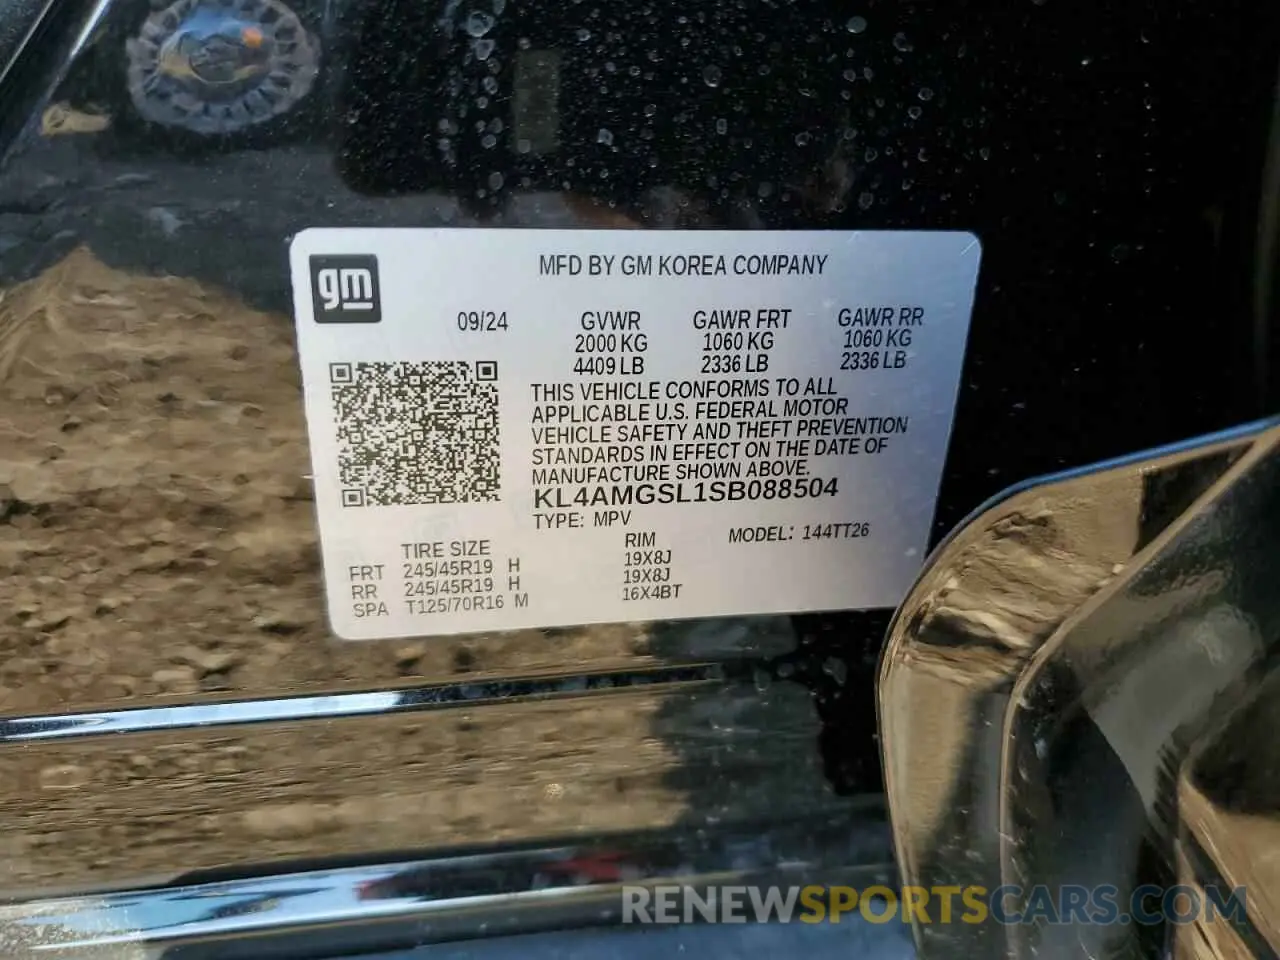 gm
MFD BY GM KOREA COMPANY
09/24
GVWR GAWR FRT GAWR RR
2000 KG 1060 KG 1060 KG
4409 LB 2336 LB 2336 LB
THIS VEHICLE CONFORMS TO ALL
APPLICABLE U.S. FEDERAL MOTOR
VEHICLE SAFETY AND THEFT PREVENTION
STANDARDS IN EFFECT ON THE DATE OF
MANUFACTURE SHOWN ABOVE.
KL4AMGSL1SB088504
TYPE: MPV MODEL: 144TT26
TIRE SIZE RIM
FRT 245/45R19 H 19X8J
RR 245/45R19 H 19X8J
SPA T125/70R16 M 16X4BT
RENEWSPORTSCARS.COM